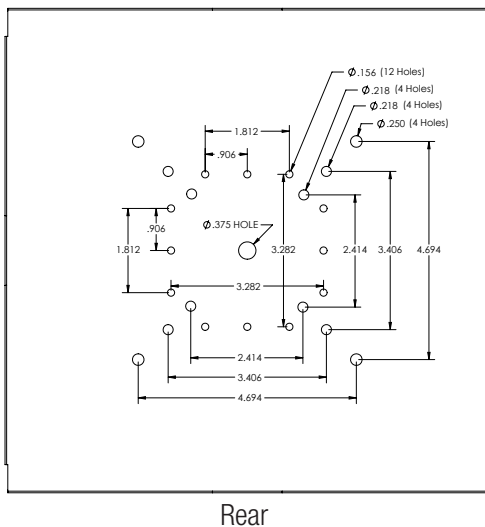 Ø.156 (12 Holes)
Ø.218 (4 Holes)
Ø.218 (4 Holes)
Ø.250 (4 Holes)
1.812
.906
Ø.375 HOLE
.906
1.812
3.282
2.414
3.406
4.694
3.282
2.414
3.406
4.694
Rear